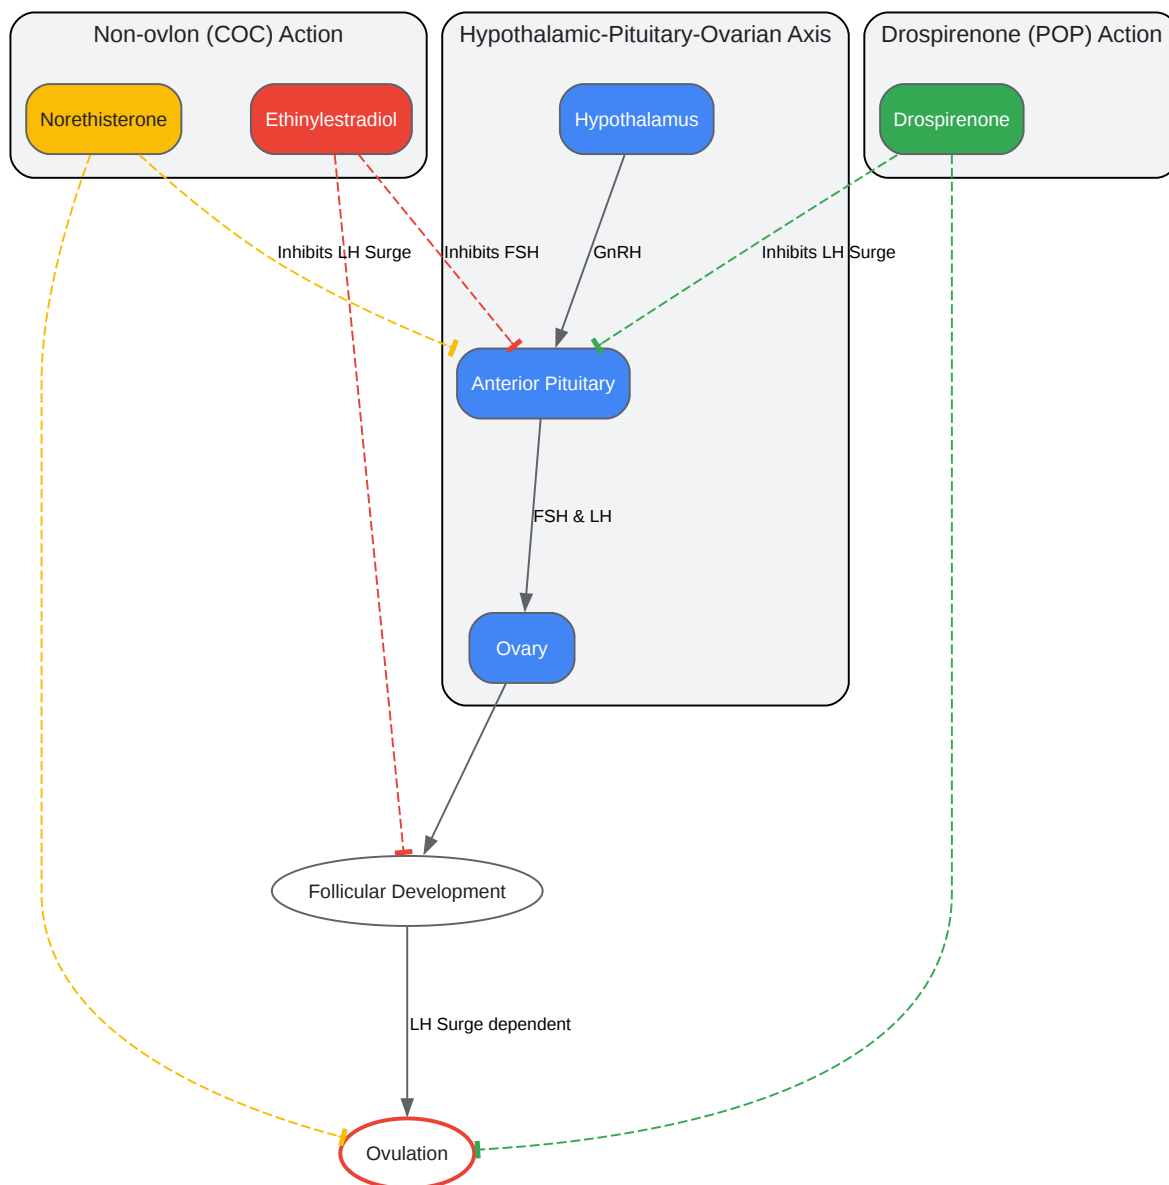 Non-ovlon (COC) Action
Hypothalamic-Pituitary-Ovarian Axis
Drospirenone (POP) Action
Norethisterone
Ethinylestradiol
Hypothalamus
Drospirenone
Inhibits LH Surge
Inhibits FSH
GnRH
Inhibits LH Surge
Anterior Pituitary
FSH & LH
Ovary
Follicular Development
LH Surge dependent
Ovulation